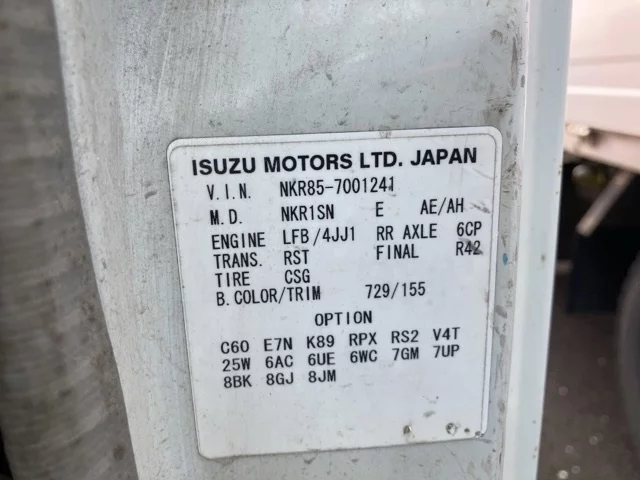 ISUZU MOTORS LTD. JAPAN
V.I.N. NKR85-7001241
M.D. NKR1SN E AE/AH
ENGINE LFB/4JJ1 RR AXLE 6CP
TRANS. RST FINAL R42
TIRE CSG
B.COLOR/TRIM 729/155
OPTION
C60 E7N K89 RPX RS2 V4T
25W 6AC 6UE 6WC 7GM 7UP
8BK 8GJ 8JM